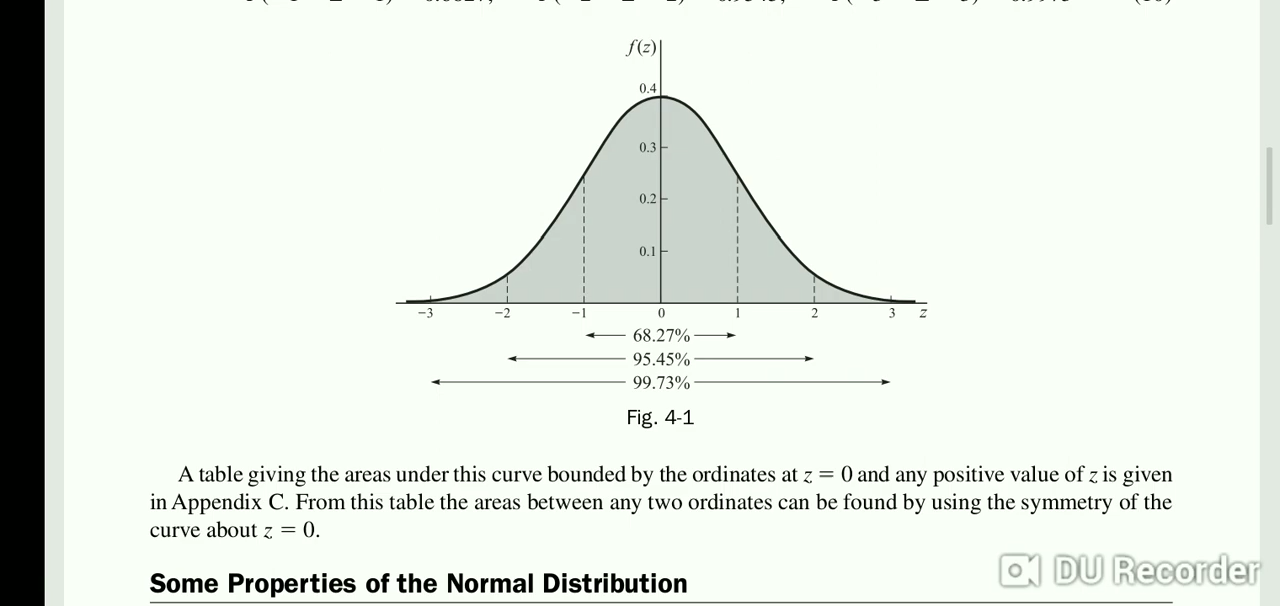 f(z)
0.4
0.3
0.2
0.1
−3 −2 −1 0 1 2 3 z
68.27%
95.45%
99.73%
Fig. 4-1
A table giving the areas under this curve bounded by the ordinates at z = 0 and any positive value of z is given
in Appendix C. From this table the areas between any two ordinates can be found by using the symmetry of the
curve about z = 0.
Some Properties of the Normal Distribution
DU Recorder